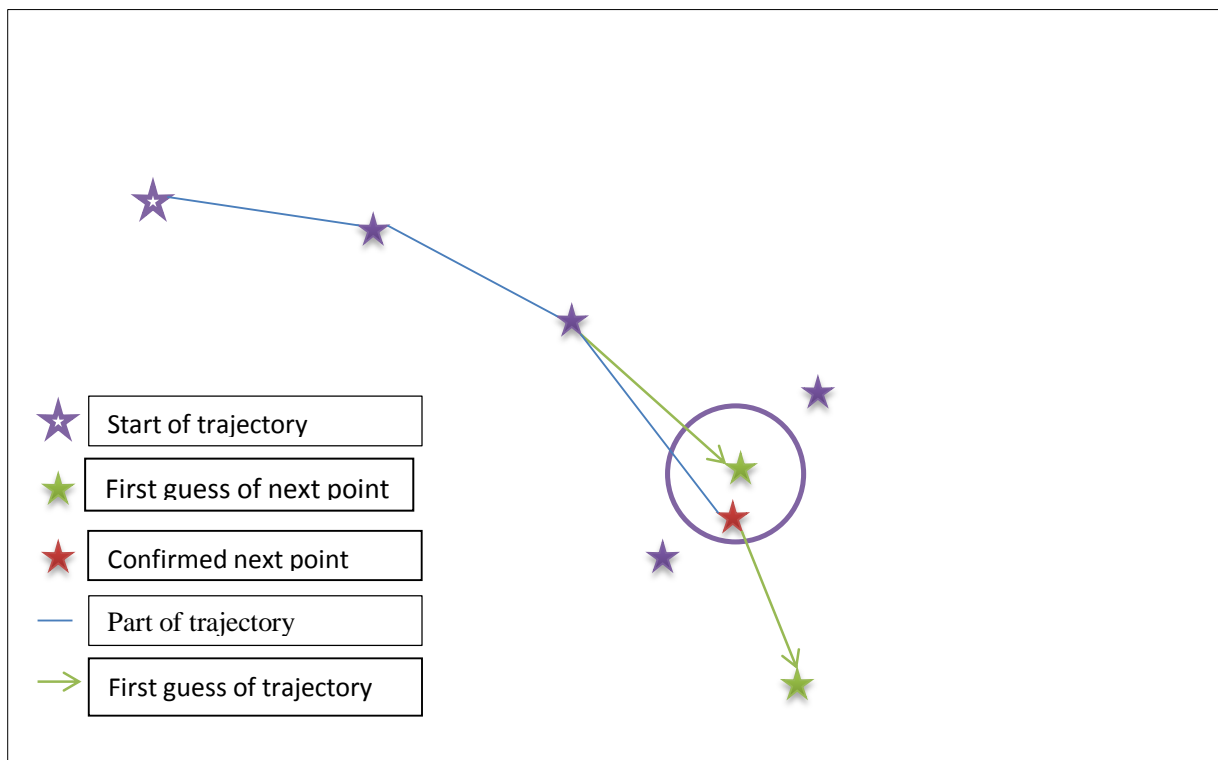 Start of trajectory
First guess of next point
Confirmed next point
Part of trajectory
First guess of trajectory